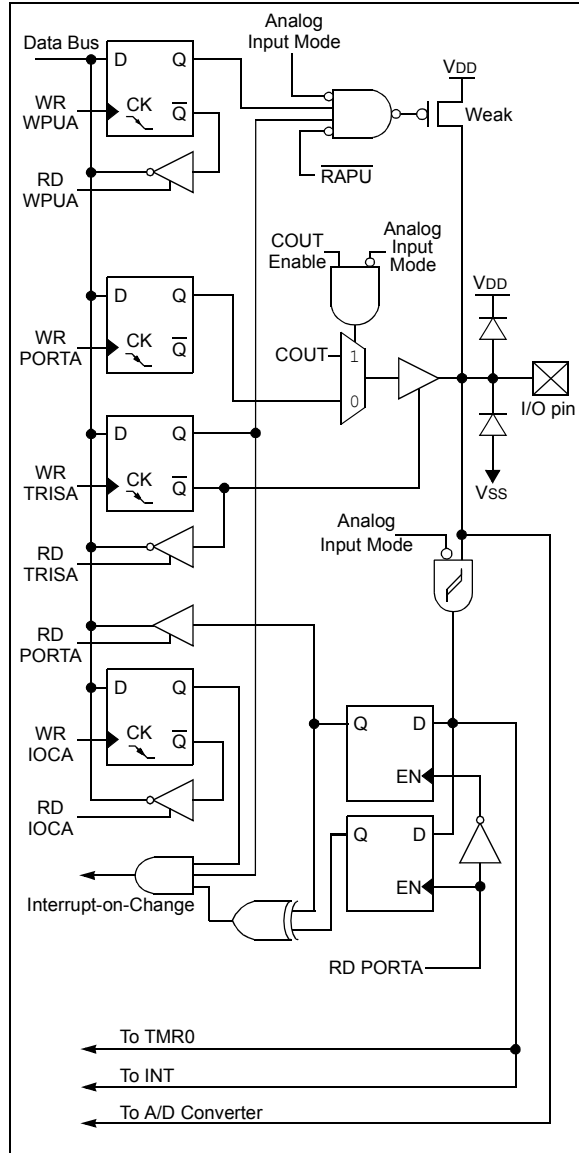 Analog
Input Mode
Data Bus
D Q
VDD
WR
WPUA
CK
Q
Weak
RD
WPUA
RAPU
COUT
Enable
Analog
Input
Mode
D Q
VDD
WR
PORTA
CK
Q
COUT
1
0
I/O pin
D Q
WR
TRISA
CK
Q
VSS
RD
TRISA
Analog
Input Mode
RD
PORTA
D Q
Q D
WR
IOCA
CK
Q
EN
RD
IOCA
Q D
EN
Interrupt-on-Change
RD PORTA
To TMR0
To INT
To A/D Converter